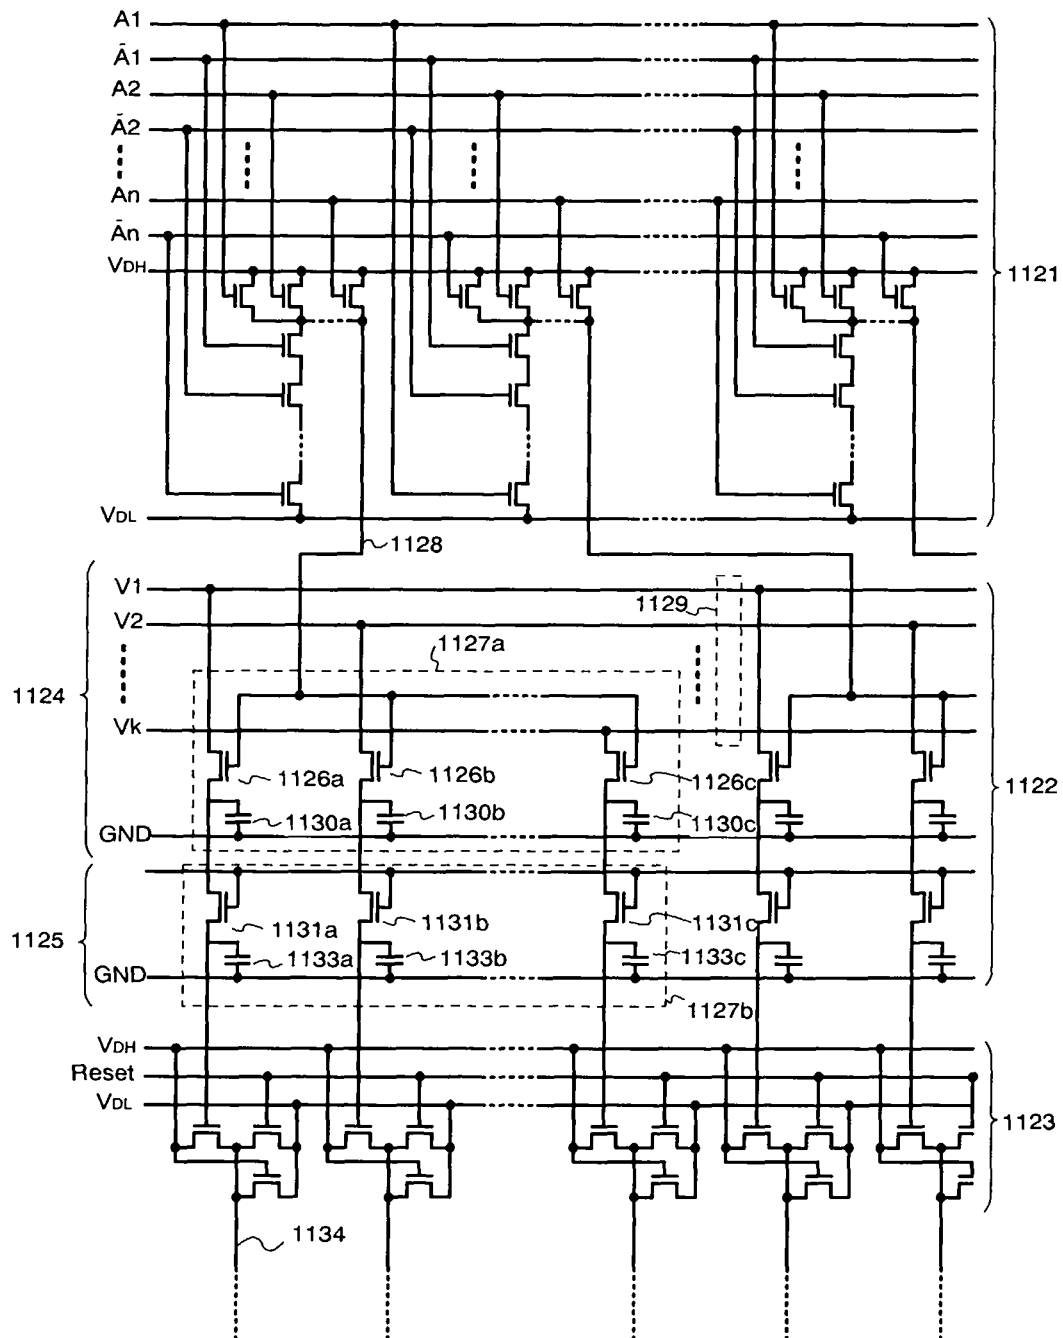 A1
Ā1
A2
Ā2
An
Ān
VDH
1121
VDL
1128
1124
V1
1129
V2
1127a
Vk
1126a
1126b
1126c
1122
1130a
1130b
1130c
GND
1125
1131a
1131b
1131c
1133a
1133b
1133c
GND
1127b
VDH
Reset
VDL
1123
1134